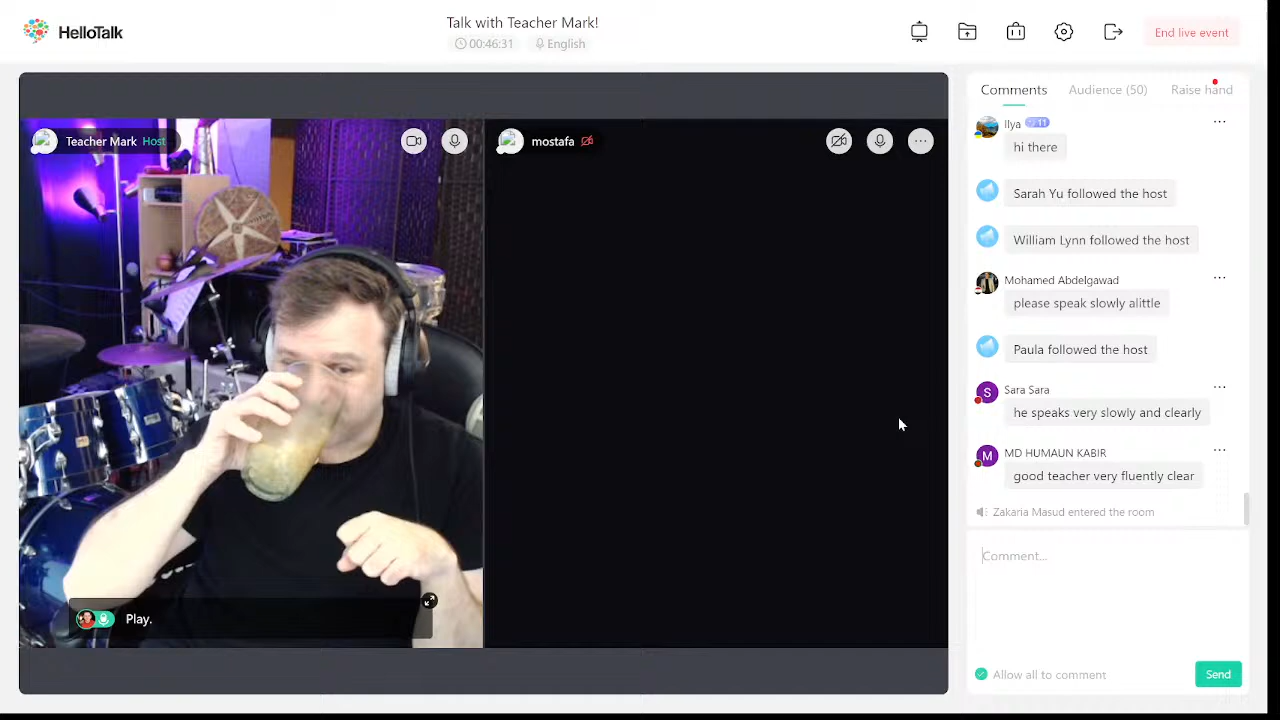 HelloTalk
Talk with Teacher Mark!
00:46:31 English
End live event
Teacher Mark Host
mostafa
Play.
Comments Audience (50) Raise hand
Ilya 11
hi there
Sarah Yu followed the host
William Lynn followed the host
Mohamed Abdelgawad
please speak slowly alittle
Paula followed the host
S Sara Sara
he speaks very slowly and clearly
M MD HUMAUN KABIR
good teacher very fluently clear
Zakaria Masud entered the room
Comment...
Allow all to comment
Send